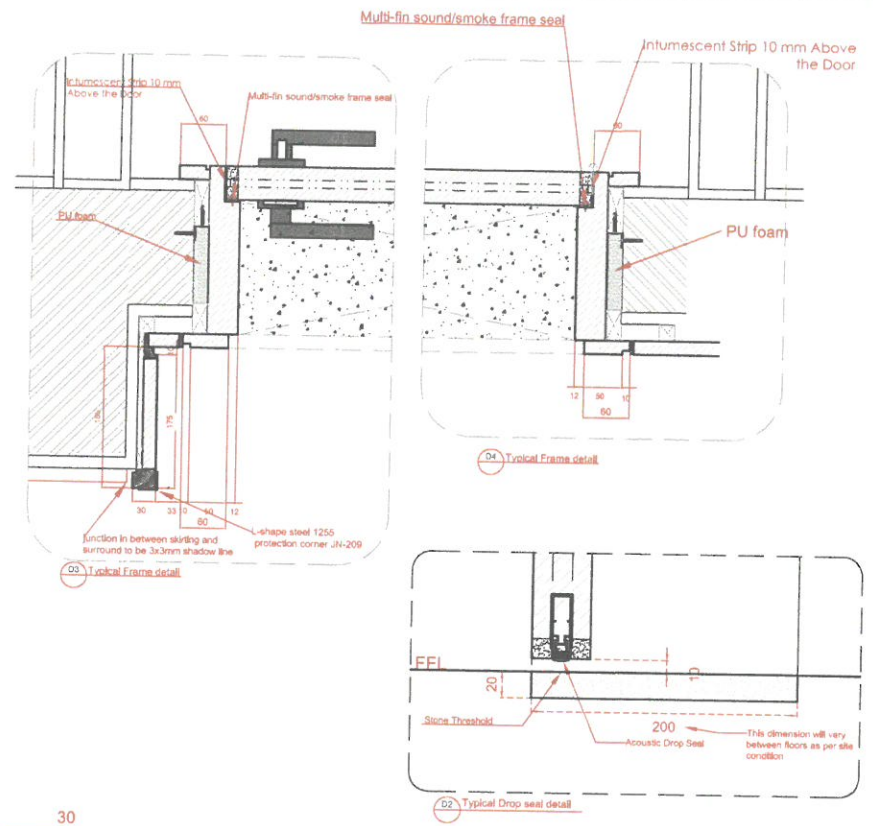 Multi-fin sound/smoke frame seal
Intumescent Strip 10 mm Above
the Door
Intumescent Strip 10 mm
Above the Door
Multi-fin sound/smoke frame seal
60
60
PU foam
PU foam
175
30
33
12
60
12
10
60
Junction in between skirting and
surround to be 3x3mm shadow line
L-shape steel 1255
protection corner JN-209
D3 Typical Frame detail
D4 Typical Frame detail
FFL
20
10
Stone Threshold
200
Acoustic Drop Seal
This dimension will vary
between floors as per site
condition
D2 Typical Drop seal detail
30